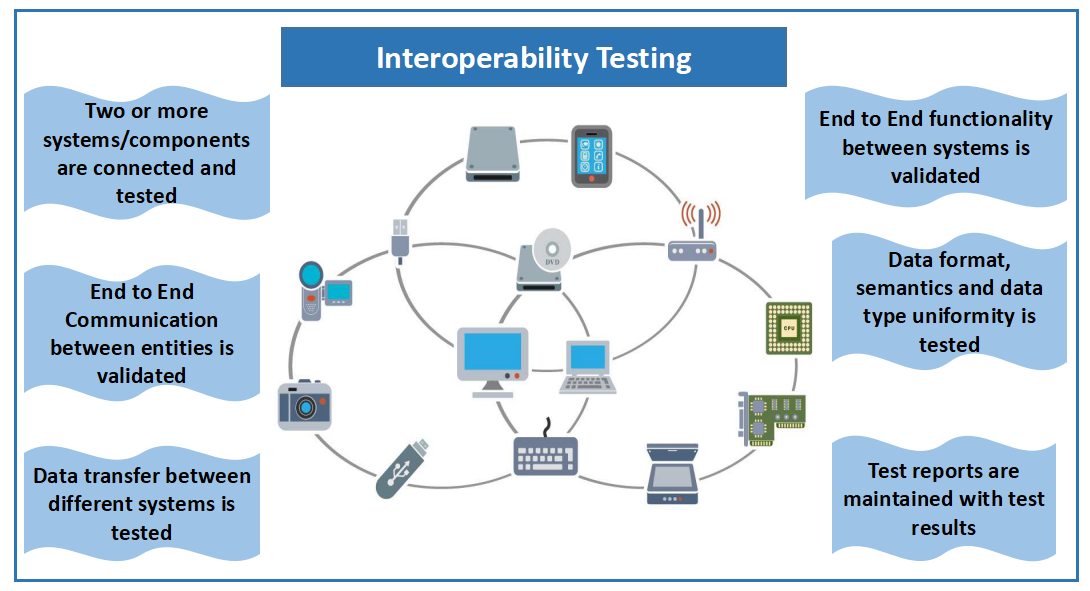 Interoperability Testing
Two or more
systems/components
are connected and
tested
End to End
Communication
between entities is
validated
Data transfer between
different systems is
tested
End to End functionality
between systems is
validated
Data format,
semantics and data
type uniformity is
tested
Test reports are
maintained with test
results
DVD
CPU